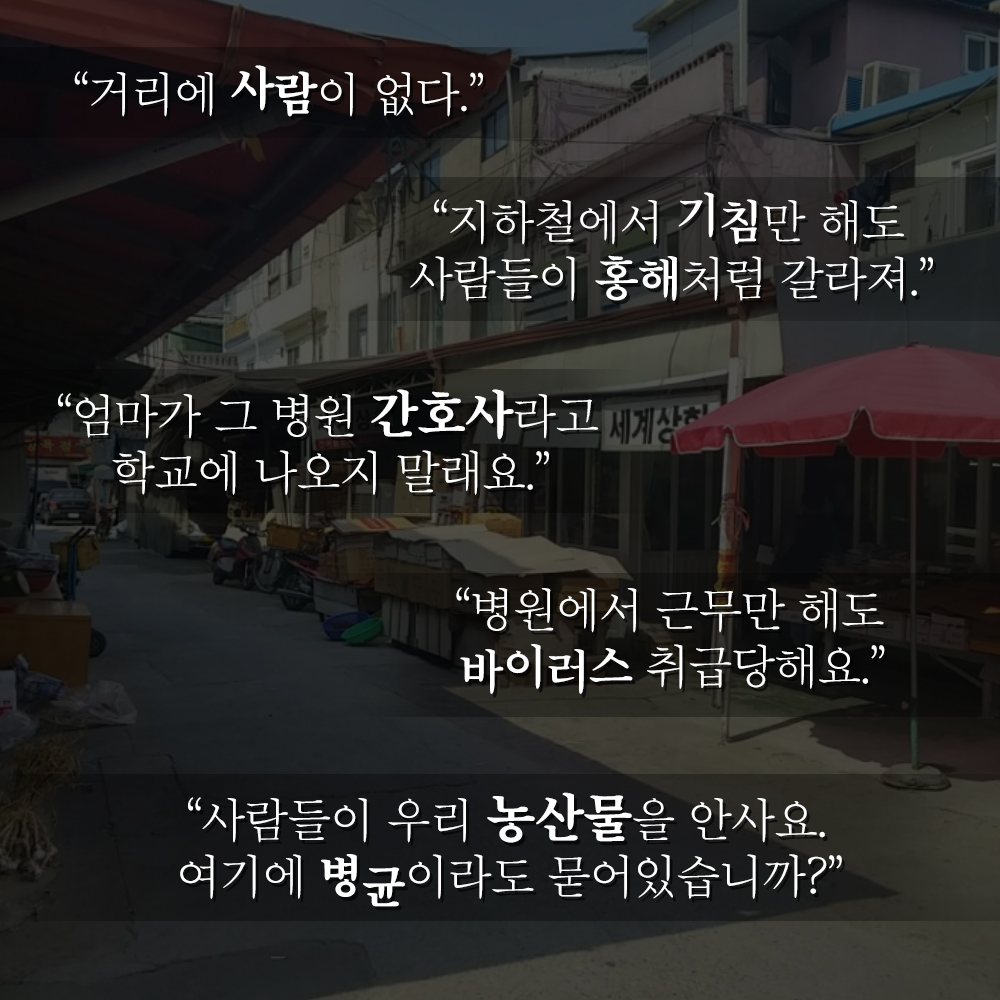 “거리에 사람이 없다.”
“지하철에서 기침만 해도
사람들이 홍해처럼 갈라져.”
“엄마가 그 병원 간호사라고
학교에 나오지 말래요.”
세계상회
“병원에서 근무만 해도
바이러스 취급당해요.”
“사람들이 우리 농산물을 안사요.
여기에 병균이라도 묻어있습니까?”